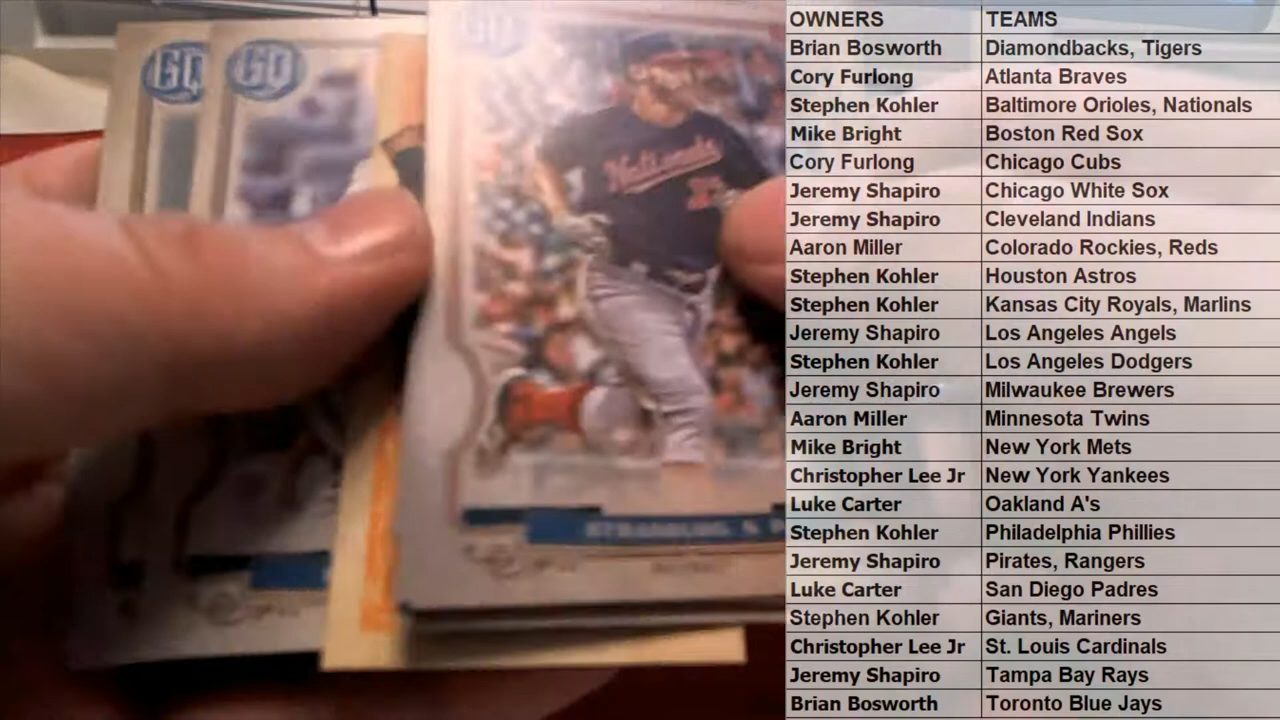 GQ GQ
Nationals
STRASBURG, S
OWNERS TEAMS
Brian Bosworth Diamondbacks, Tigers
Cory Furlong Atlanta Braves
Stephen Kohler Baltimore Orioles, Nationals
Mike Bright Boston Red Sox
Cory Furlong Chicago Cubs
Jeremy Shapiro Chicago White Sox
Jeremy Shapiro Cleveland Indians
Aaron Miller Colorado Rockies, Reds
Stephen Kohler Houston Astros
Stephen Kohler Kansas City Royals, Marlins
Jeremy Shapiro Los Angeles Angels
Stephen Kohler Los Angeles Dodgers
Jeremy Shapiro Milwaukee Brewers
Aaron Miller Minnesota Twins
Mike Bright New York Mets
Christopher Lee Jr New York Yankees
Luke Carter Oakland A's
Stephen Kohler Philadelphia Phillies
Jeremy Shapiro Pirates, Rangers
Luke Carter San Diego Padres
Stephen Kohler Giants, Mariners
Christopher Lee Jr St. Louis Cardinals
Jeremy Shapiro Tampa Bay Rays
Brian Bosworth Toronto Blue Jays